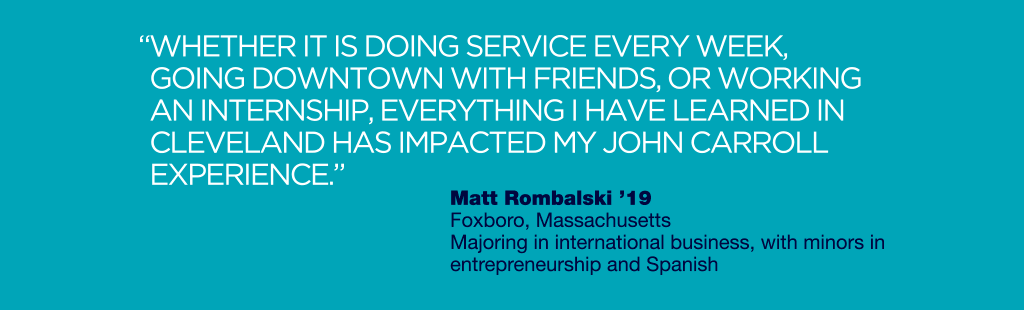 “WHETHER IT IS DOING SERVICE EVERY WEEK,
GOING DOWNTOWN WITH FRIENDS, OR WORKING
AN INTERNSHIP, EVERYTHING I HAVE LEARNED IN
CLEVELAND HAS IMPACTED MY JOHN CARROLL
EXPERIENCE.”
Matt Rombalski ’19
Foxboro, Massachusetts
Majoring in international business, with minors in
entrepreneurship and Spanish